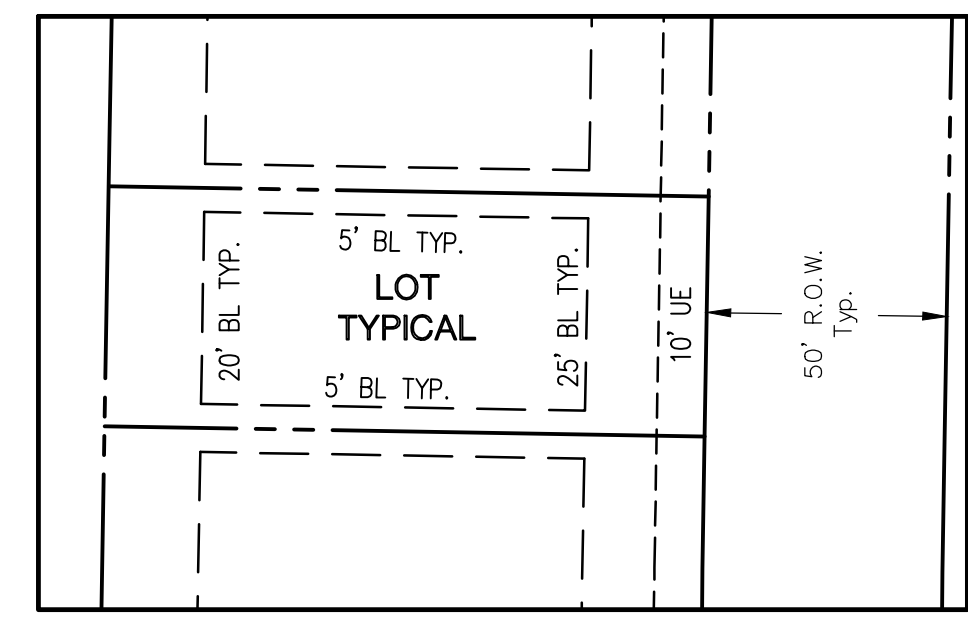 5' BL TYP.
LOT
TYPICAL
20' BL TYP.
25' BL TYP.
5' BL TYP.
10' UE
50' R.O.W.
Typ.